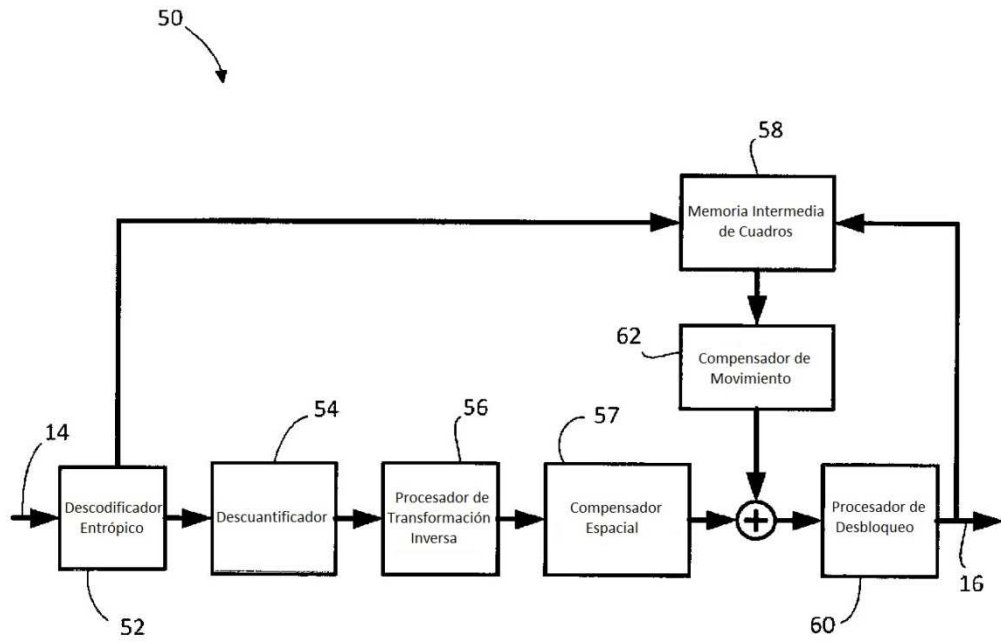 50
58
Memoria Intermedia
de Cuadros
62
Compensador de
Movimiento
14
54
56
57
Descodificador
Entrópico
Descuantificador
Procesador de
Transformación
Inversa
Compensador
Espacial
+
Procesador de
Desbloqueo
16
52
60